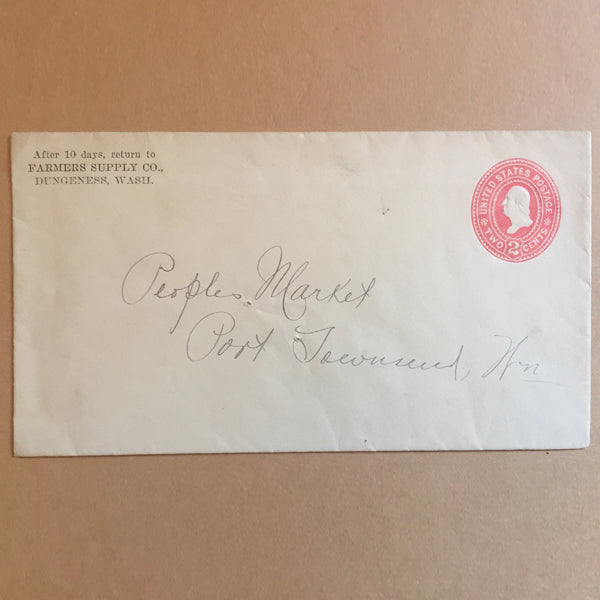 After 10 days, return to
FARMERS SUPPLY CO.,
DUNGENESS, WASH.
UNITED STATES POSTAGE
TWO 2 CENTS
Peoples Market
Port Townsend, Wn